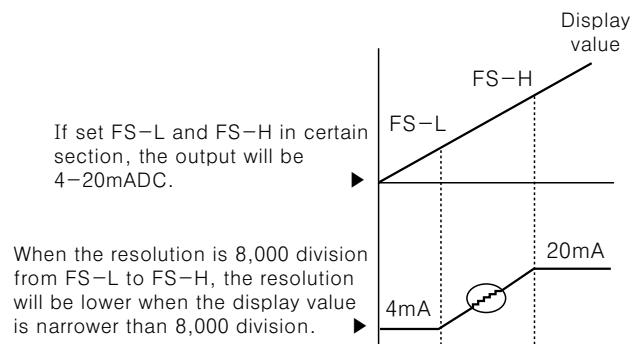 Display
value
FS-H
FS-L
If set FS-L and FS-H in certain
section, the output will be
4-20mADC.
When the resolution is 8,000 division
from FS-L to FS-H, the resolution
will be lower when the display value
is narrower than 8,000 division.
20mA
4mA